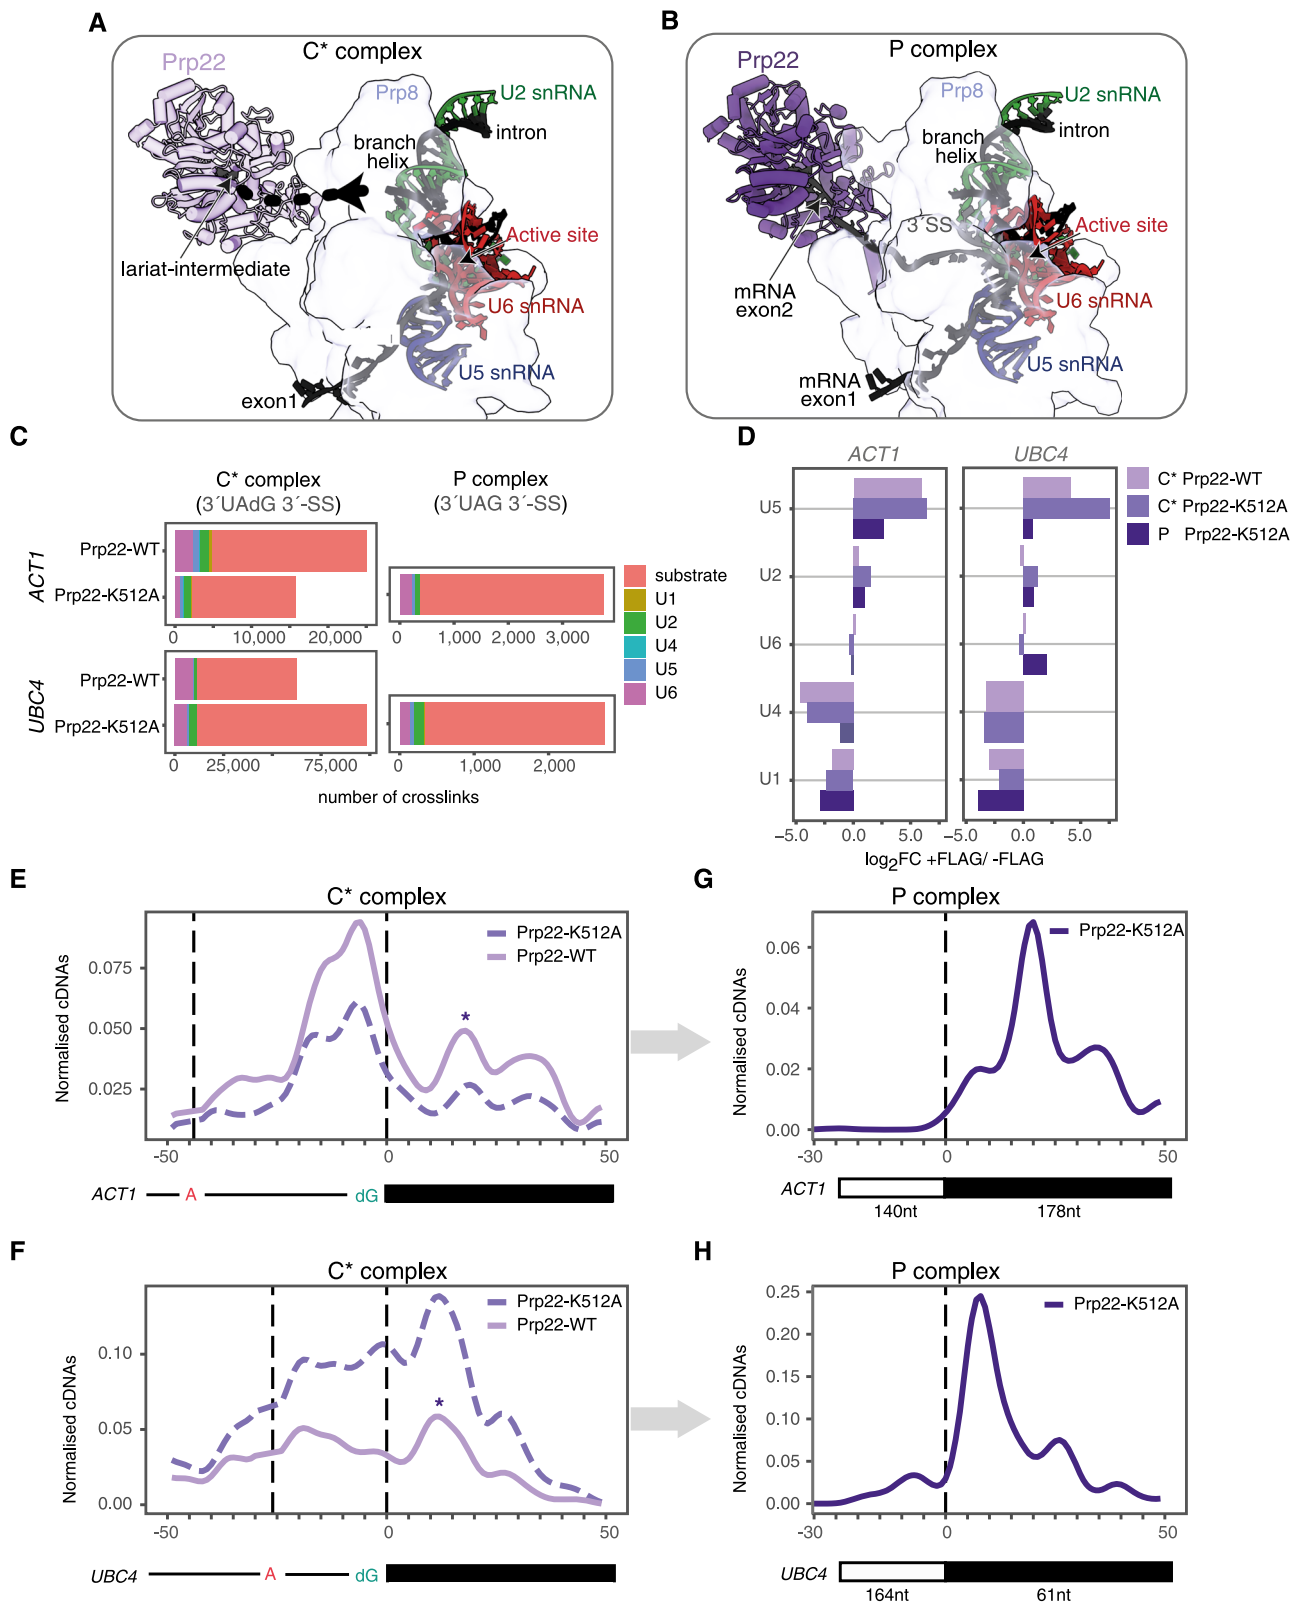 A
C* complex
Prp22
Prp8
U2 snRNA
intron
branch
helix
Active site
lariat-intermediate
U6 snRNA
U5 snRNA
exon1
B
P complex
Prp22
Prp8
U2 snRNA
intron
branch
helix
3´SS
Active site
mRNA
exon2
U6 snRNA
U5 snRNA
mRNA
exon1
C
C* complex
(3´UAdG 3´-SS)
P complex
(3´UAG 3´-SS)
ACT1
Prp22-WT
Prp22-K512A
0 10,000 20,000
0 1,000 2,000 3,000
UBC4
Prp22-WT
Prp22-K512A
0 25,000 75,000
0 1,000 2,000
number of crosslinks
substrate
U1
U2
U4
U5
U6
D
ACT1
UBC4
U5
U2
U6
U4
U1
−5.0 0.0 5.0
−5.0 0.0 5.0
log2FC +FLAG/ -FLAG
C* Prp22-WT
C* Prp22-K512A
P Prp22-K512A
E
C* complex
Normalised cDNAs
0.075
0.050
0.025
Prp22-K512A
Prp22-WT
*
-50 0 50
ACT1 A dG
G
P complex
Normalised cDNAs
0.06
0.04
0.02
0.00
Prp22-K512A
-30 0 50
ACT1
140nt 178nt
F
C* complex
Normalised cDNAs
0.10
0.05
0.00
Prp22-K512A
Prp22-WT
*
-50 0 50
UBC4 A dG
H
P complex
Normalised cDNAs
0.25
0.20
0.15
0.10
0.05
0.00
Prp22-K512A
-30 0 50
UBC4
164nt 61nt